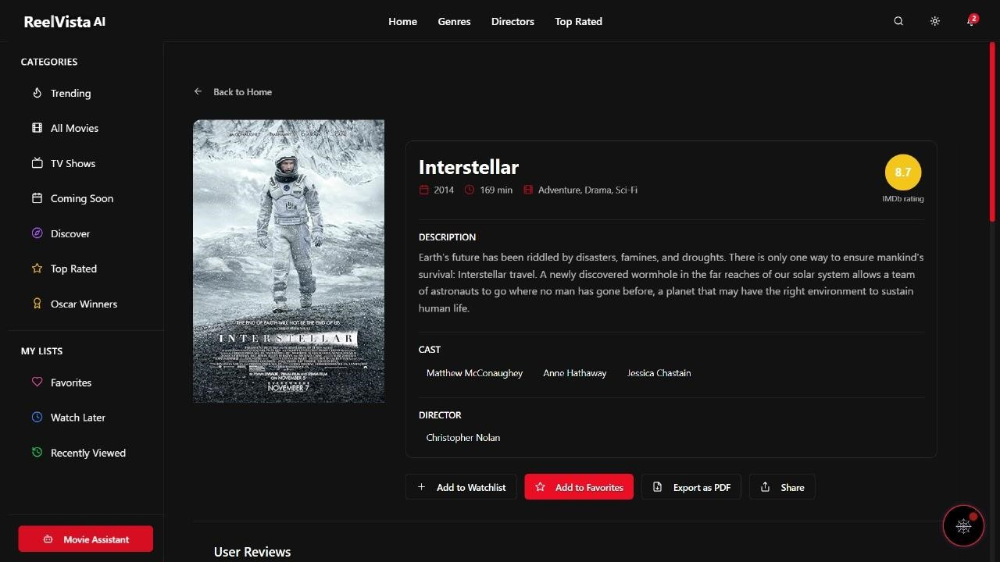 ReelVista AI
Home
Genres
Directors
Top Rated
2
CATEGORIES
Trending
All Movies
TV Shows
Coming Soon
Discover
Top Rated
Oscar Winners
MY LISTS
Favorites
Watch Later
Recently Viewed
Movie Assistant
Back to Home
THE END OF EARTH WILL NOT BE THE END OF US
INTERSTELLAR
ON NOVEMBER 5
NOVEMBER 7
Interstellar
2014
169 min
Adventure, Drama, Sci-Fi
8.7
IMDb rating
DESCRIPTION
Earth's future has been riddled by disasters, famines, and droughts. There is only one way to ensure mankind's
survival: Interstellar travel. A newly discovered wormhole in the far reaches of our solar system allows a team
of astronauts to go where no man has gone before, a planet that may have the right environment to sustain
human life.
CAST
Matthew McConaughey
Anne Hathaway
Jessica Chastain
DIRECTOR
Christopher Nolan
Add to Watchlist
Add to Favorites
Export as PDF
Share
User Reviews